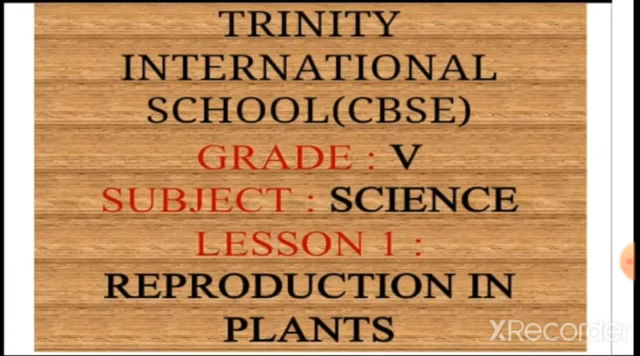 TRINITY
INTERNATIONAL
SCHOOL(CBSE)
GRADE : V
SUBJECT : SCIENCE
LESSON 1 :
REPRODUCTION IN
PLANTS
XRecorder